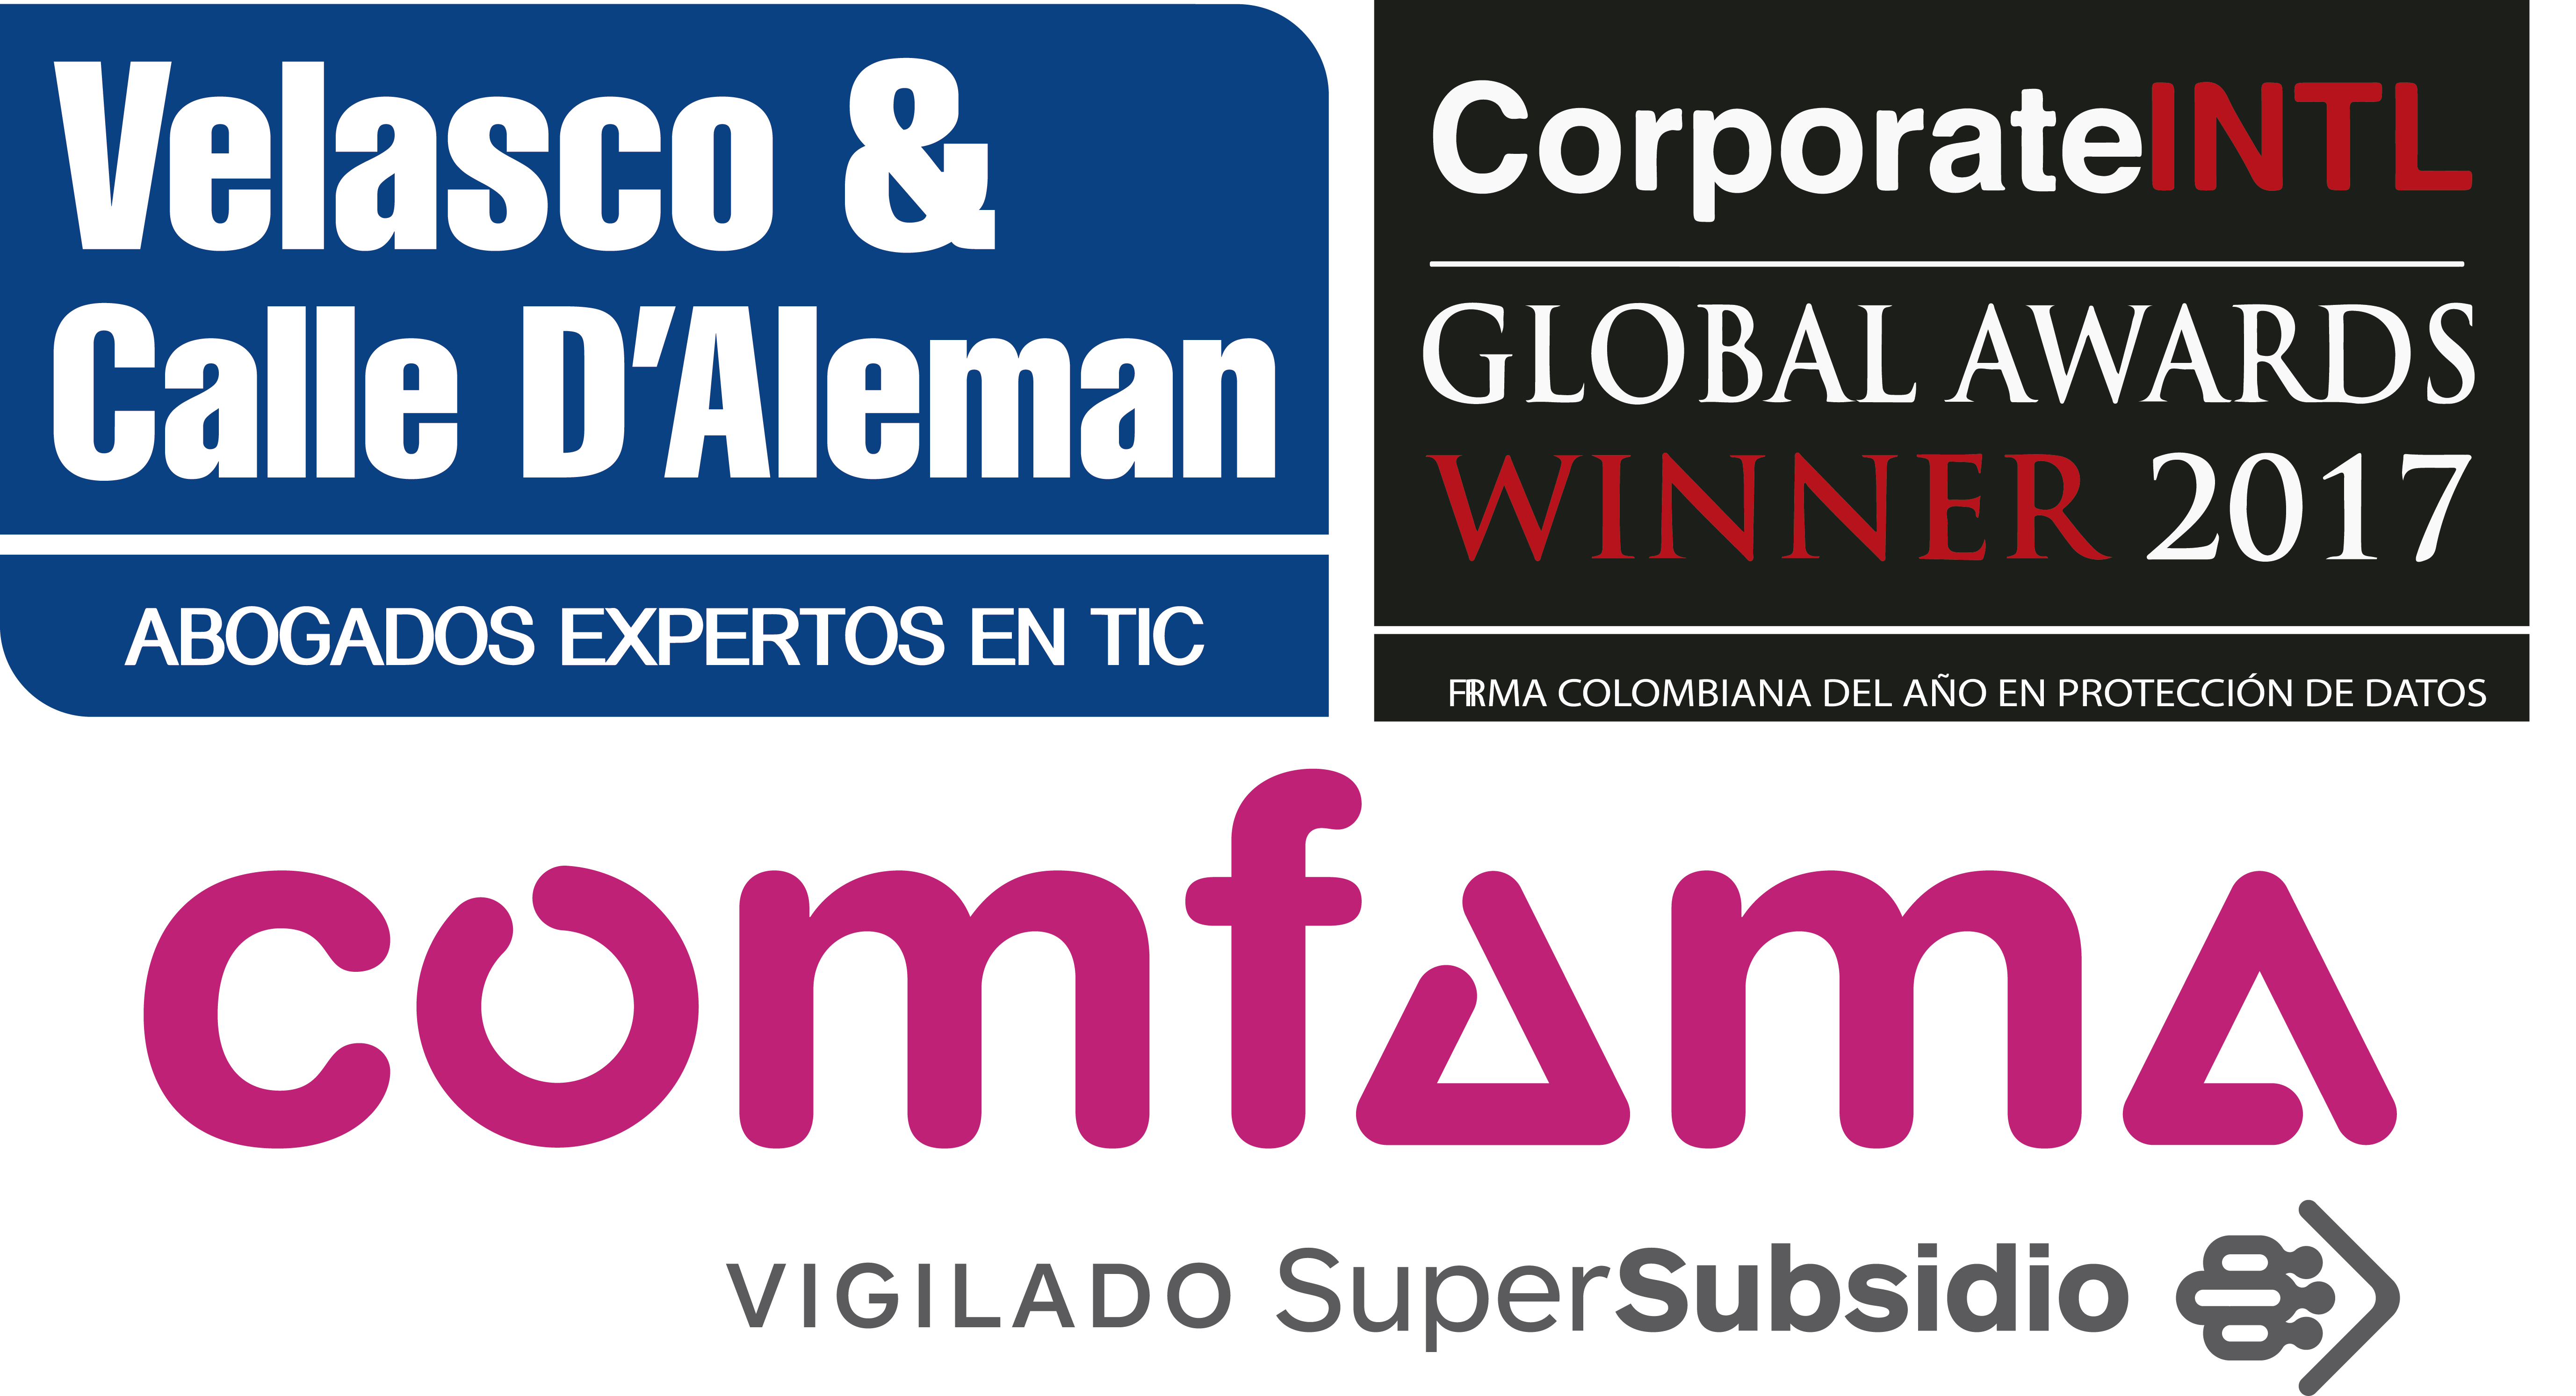 Velasco &
Calle D'Aleman
ABOGADOS EXPERTOS EN TIC
CorporateINTL
GLOBAL AWARDS
WINNER 2017
FIRMA COLOMBIANA DEL AÑO EN PROTECCIÓN DE DATOS
comfama
VIGILADO SuperSubsidio